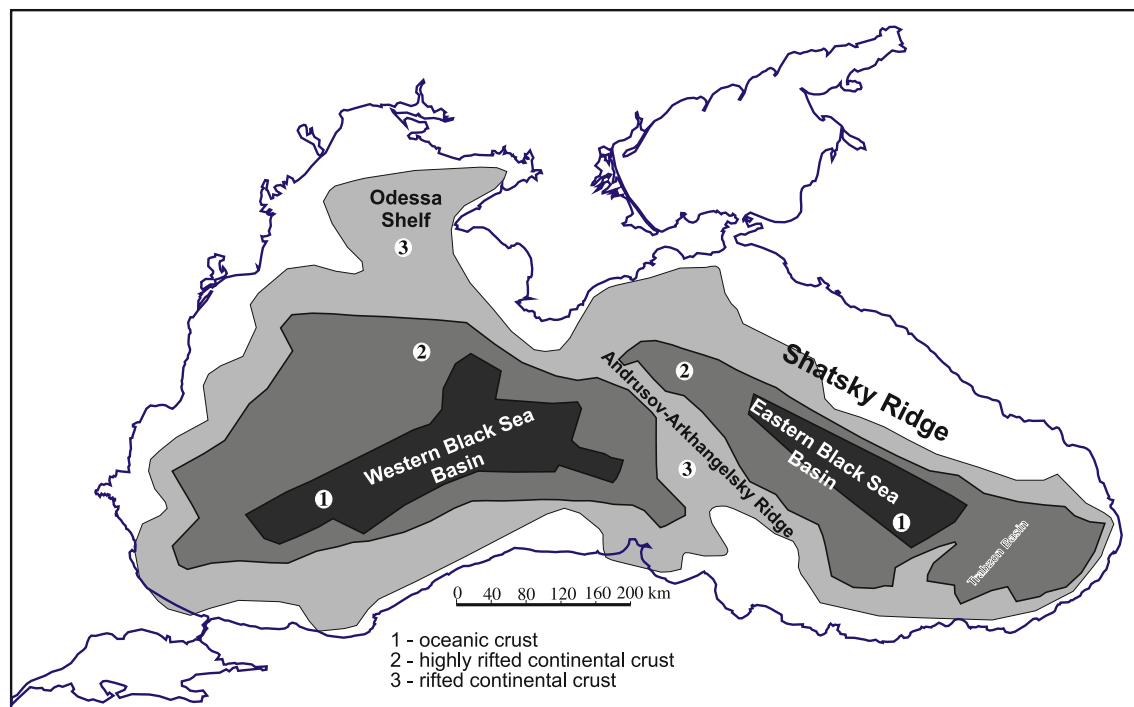 Odessa
Shelf
3
2
Western Black Sea
Basin
1
Andrusov-Arkhangelsky Ridge
3
2
Shatsky Ridge
Eastern Black Sea
Basin
1
Trabzon Basin
0 40 80 120 160 200 km
1 - oceanic crust
2 - highly rifted continental crust
3 - rifted continental crust